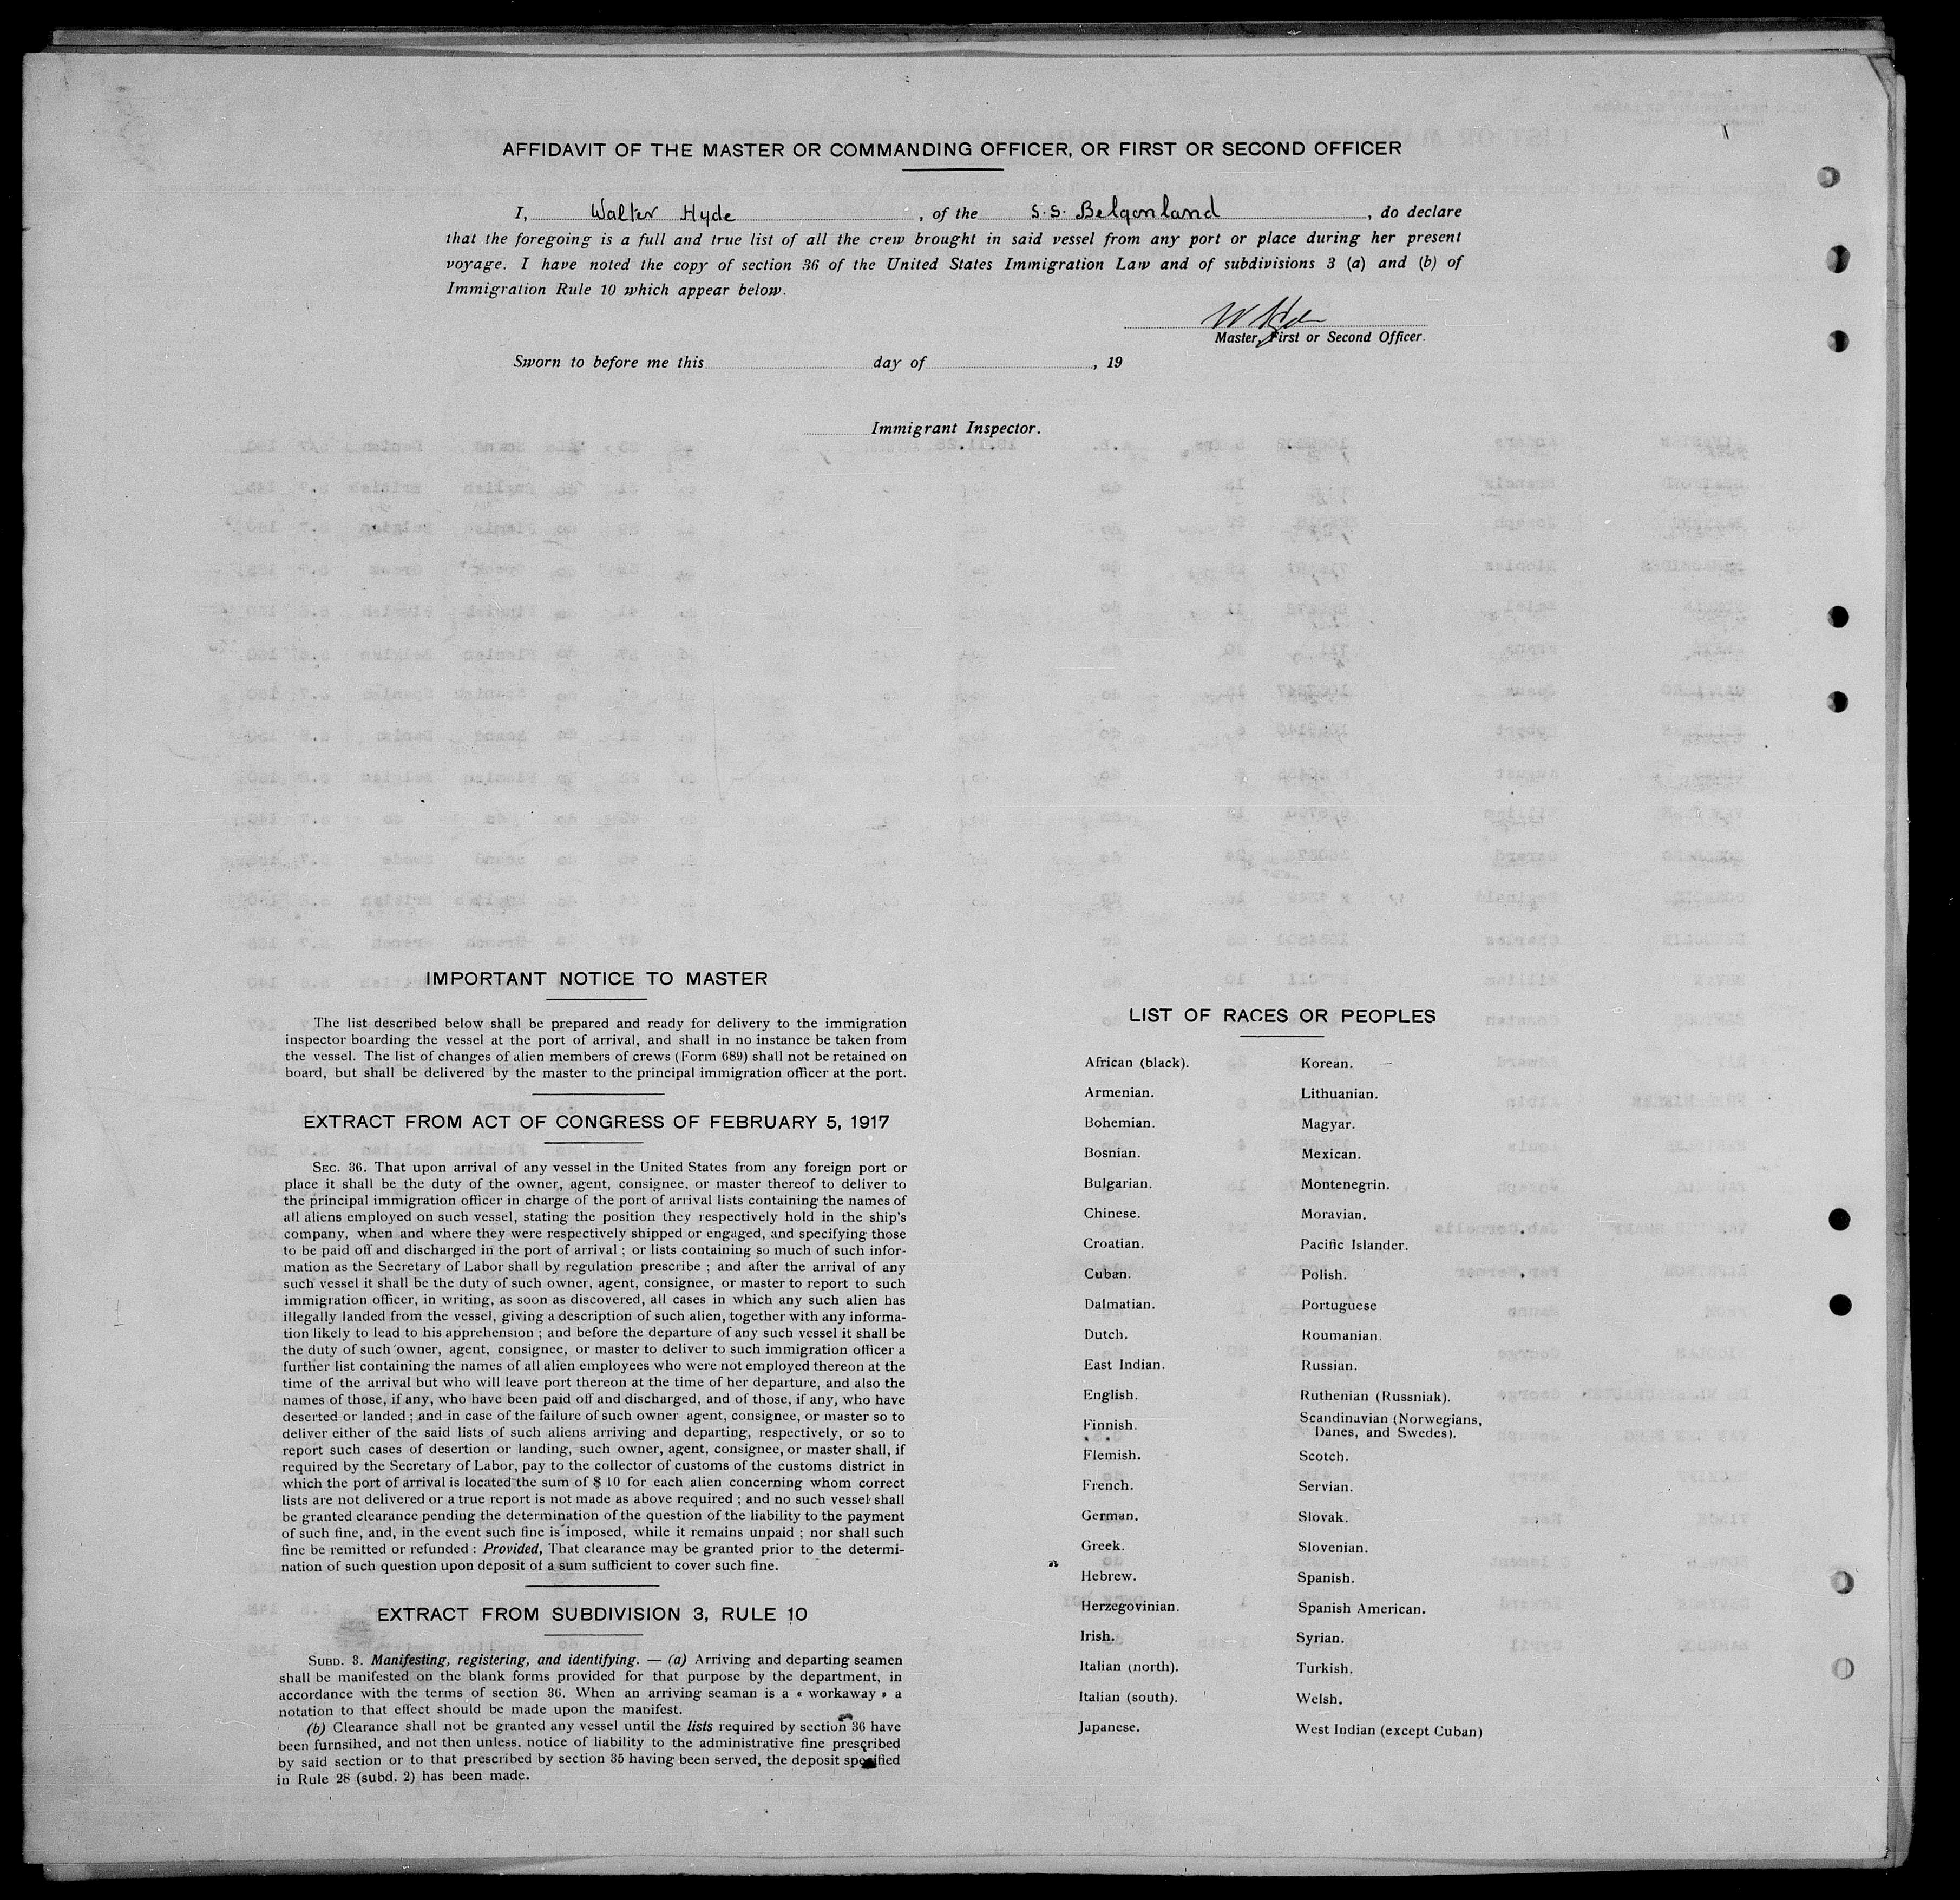 AFFIDAVIT OF THE MASTER OR COMMANDING OFFICER, OR FIRST OR SECOND OFFICER
I, Walter Hyde, of the S.S. Belgenland, do declare
that the foregoing is a full and true list of all the crew brought in said vessel from any port or place during her present
voyage. I have noted the copy of section 36 of the United States Immigration Law and of subdivisions 3 (a) and (b) of
Immigration Rule 10 which appear below.
W Hyde
Master, First or Second Officer.
Sworn to before me this day of , 19
Immigrant Inspector.
IMPORTANT NOTICE TO MASTER
The list described below shall be prepared and ready for delivery to the immigration
inspector boarding the vessel at the port of arrival, and shall in no instance be taken from
the vessel. The list of changes of alien members of crews (Form 689) shall not be retained on
board, but shall be delivered by the master to the principal immigration officer at the port.
EXTRACT FROM ACT OF CONGRESS OF FEBRUARY 5, 1917
SEC. 36. That upon arrival of any vessel in the United States from any foreign port or
place it shall be the duty of the owner, agent, consignee, or master thereof to deliver to
the principal immigration officer in charge of the port of arrival lists containing the names of
all aliens employed on such vessel, stating the position they respectively hold in the ship's
company, when and where they were respectively shipped or engaged, and specifying those
to be paid off and discharged in the port of arrival ; or lists containing so much of such infor-
mation as the Secretary of Labor shall by regulation prescribe ; and after the arrival of any
such vessel it shall be the duty of such owner, agent, consignee, or master to report to such
immigration officer, in writing, as soon as discovered, all cases in which any such alien has
illegally landed from the vessel, giving a description of such alien, together with any informa-
tion likely to lead to his apprehension ; and before the departure of any such vessel it shall be
the duty of such owner, agent, consignee, or master to deliver to such immigration officer a
further list containing the names of all alien employees who were not employed thereon at the
time of the arrival but who will leave port thereon at the time of her departure, and also the
names of those, if any, who have been paid off and discharged, and of those, if any, who have
deserted or landed ; and in case of the failure of such owner agent, consignee, or master so to
deliver either of the said lists of such aliens arriving and departing, respectively, or so to
report such cases of desertion or landing, such owner, agent, consignee, or master shall, if
required by the Secretary of Labor, pay to the collector of customs of the customs district in
which the port of arrival is located the sum of $ 10 for each alien concerning whom correct
lists are not delivered or a true report is not made as above required ; and no such vessel shall
be granted clearance pending the determination of the question of the liability to the payment
of such fine, and, in the event such fine is imposed, while it remains unpaid ; nor shall such
fine be remitted or refunded : Provided, That clearance may be granted prior to the determi-
nation of such question upon deposit of a sum sufficient to cover such fine.
EXTRACT FROM SUBDIVISION 3, RULE 10
SUBD. 3. Manifesting, registering, and identifying. — (a) Arriving and departing seamen
shall be manifested on the blank forms provided for that purpose by the department, in
accordance with the terms of section 36. When an arriving seaman is a « workaway » a
notation to that effect should be made upon the manifest.
(b) Clearance shall not be granted any vessel until the lists required by section 36 have
been furnsihed, and not then unless. notice of liability to the administrative fine prescribed
by said section or to that prescribed by section 35 having been served, the deposit specified
in Rule 28 (subd. 2) has been made.
LIST OF RACES OR PEOPLES
African (black).
Armenian.
Bohemian.
Bosnian.
Bulgarian.
Chinese.
Croatian.
Cuban.
Dalmatian.
Dutch.
East Indian.
English.
Finnish.
Flemish.
French.
German.
Greek.
Hebrew.
Herzegovinian.
Irish.
Italian (north).
Italian (south).
Japanese.
Korean.
Lithuanian.
Magyar.
Mexican.
Montenegrin.
Moravian.
Pacific Islander.
Polish.
Portuguese
Roumanian.
Russian.
Ruthenian (Russniak).
Scandinavian (Norwegians,
Danes, and Swedes).
Scotch.
Servian.
Slovak.
Slovenian.
Spanish.
Spanish American.
Syrian.
Turkish.
Welsh.
West Indian (except Cuban)